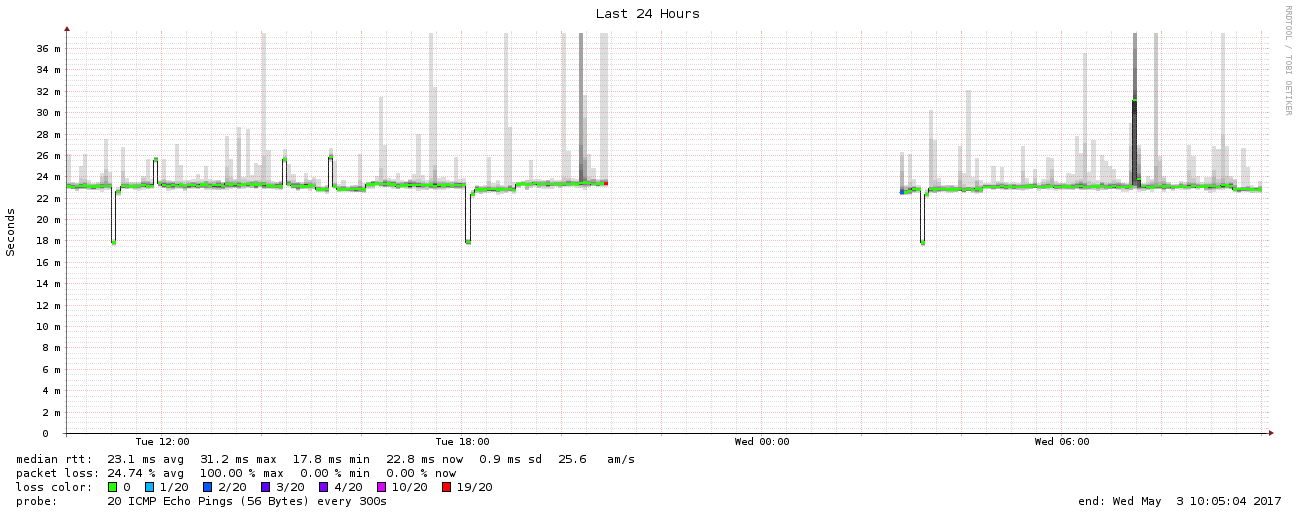 Last 24 Hours
RRDTOOL / TOBI OETIKER
Seconds
36 m
34 m
32 m
30 m
28 m
26 m
24 m
22 m
20 m
18 m
16 m
14 m
12 m
10 m
8 m
6 m
4 m
2 m
0
Tue 12:00 Tue 18:00 Wed 00:00 Wed 06:00
median rtt: 23.1 ms avg 31.2 ms max 17.8 ms min 22.8 ms now 0.9 ms sd 25.6 am/s
packet loss: 24.74 % avg 100.00 % max 0.00 % min 0.00 % now
loss color: 0 1/20 2/20 3/20 4/20 10/20 19/20
probe: 20 ICMP Echo Pings (56 Bytes) every 300s end: Wed May 3 10:05:04 2017